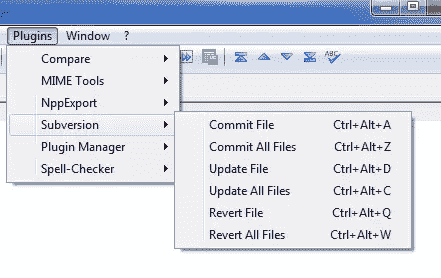 Plugins Window ?
ABC
Compare
MIME Tools
NppExport
Subversion
Plugin Manager
Spell-Checker
Commit File Ctrl+Alt+A
Commit All Files Ctrl+Alt+Z
Update File Ctrl+Alt+D
Update All Files Ctrl+Alt+C
Revert File Ctrl+Alt+Q
Revert All Files Ctrl+Alt+W